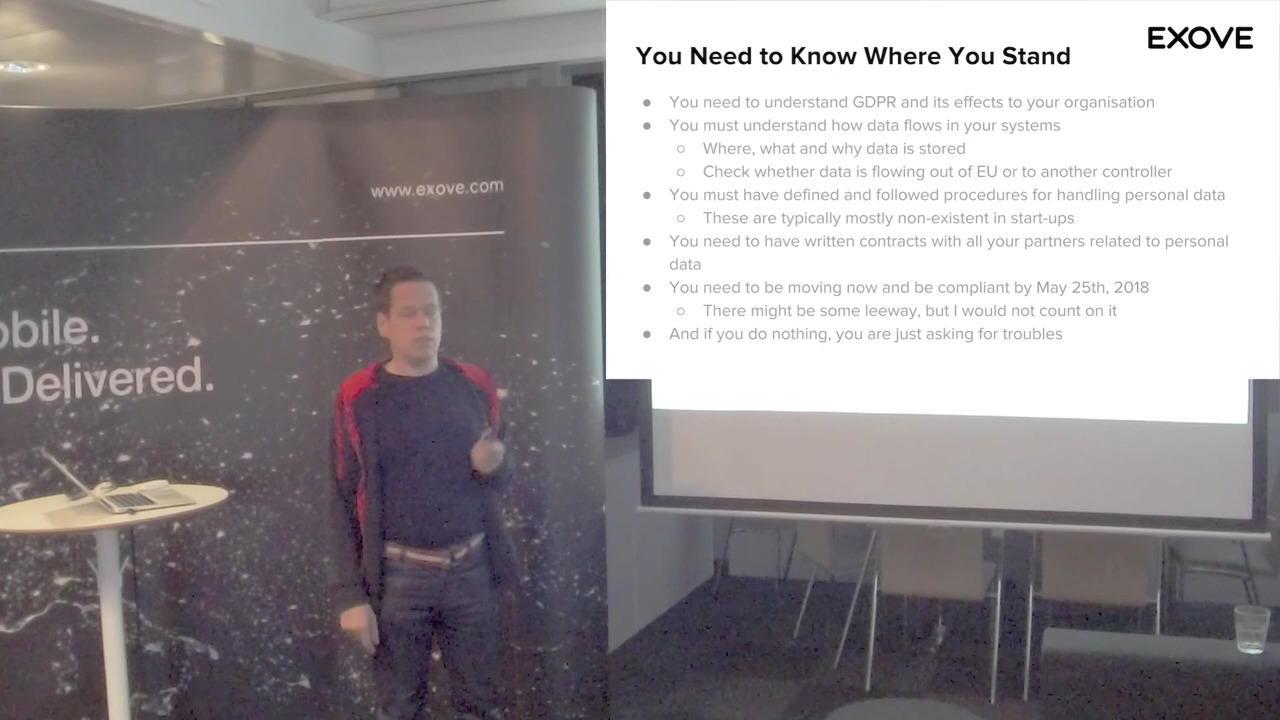 www.exove.com
obile.
Delivered.
EXOVE
You Need to Know Where You Stand
● You need to understand GDPR and its effects to your organisation
● You must understand how data flows in your systems
○ Where, what and why data is stored
○ Check whether data is flowing out of EU or to another controller
● You must have defined and followed procedures for handling personal data
○ These are typically mostly non-existent in start-ups
● You need to have written contracts with all your partners related to personal
data
● You need to be moving now and be compliant by May 25th, 2018
○ There might be some leeway, but I would not count on it
● And if you do nothing, you are just asking for troubles